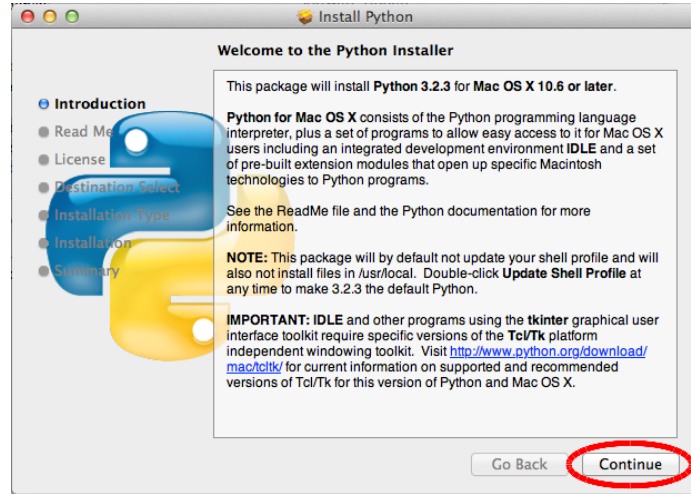 Install Python
Welcome to the Python Installer
Introduction
Read Me
License
Destination Select
Installation Type
Installation
Summary
This package will install Python 3.2.3 for Mac OS X 10.6 or later.
Python for Mac OS X consists of the Python programming language
interpreter, plus a set of programs to allow easy access to it for Mac OS X
users including an integrated development environment IDLE and a set
of pre-built extension modules that open up specific Macintosh
technologies to Python programs.
See the ReadMe file and the Python documentation for more
information.
NOTE: This package will by default not update your shell profile and will
also not install files in /usr/local. Double-click Update Shell Profile at
any time to make 3.2.3 the default Python.
IMPORTANT: IDLE and other programs using the tkinter graphical user
interface toolkit require specific versions of the Tcl/Tk platform
independent windowing toolkit. Visit http://www.python.org/download/
mac/tcltk/ for current information on supported and recommended
versions of Tcl/Tk for this version of Python and Mac OS X.
Go Back
Continue